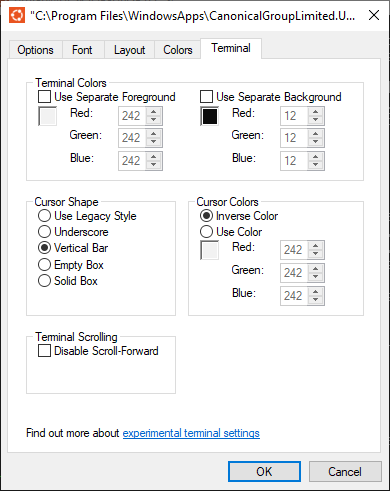 "C:\Program Files\WindowsApps\CanonicalGroupLimited.U...
Options Font Layout Colors Terminal
Terminal Colors
Use Separate Foreground Use Separate Background
Red: 242 Red: 12
Green: 242 Green: 12
Blue: 242 Blue: 12
Cursor Shape Cursor Colors
Use Legacy Style Inverse Color
Underscore Use Color
Vertical Bar Red: 242
Empty Box Green: 242
Solid Box Blue: 242
Terminal Scrolling
Disable Scroll-Forward
Find out more about experimental terminal settings
OK Cancel